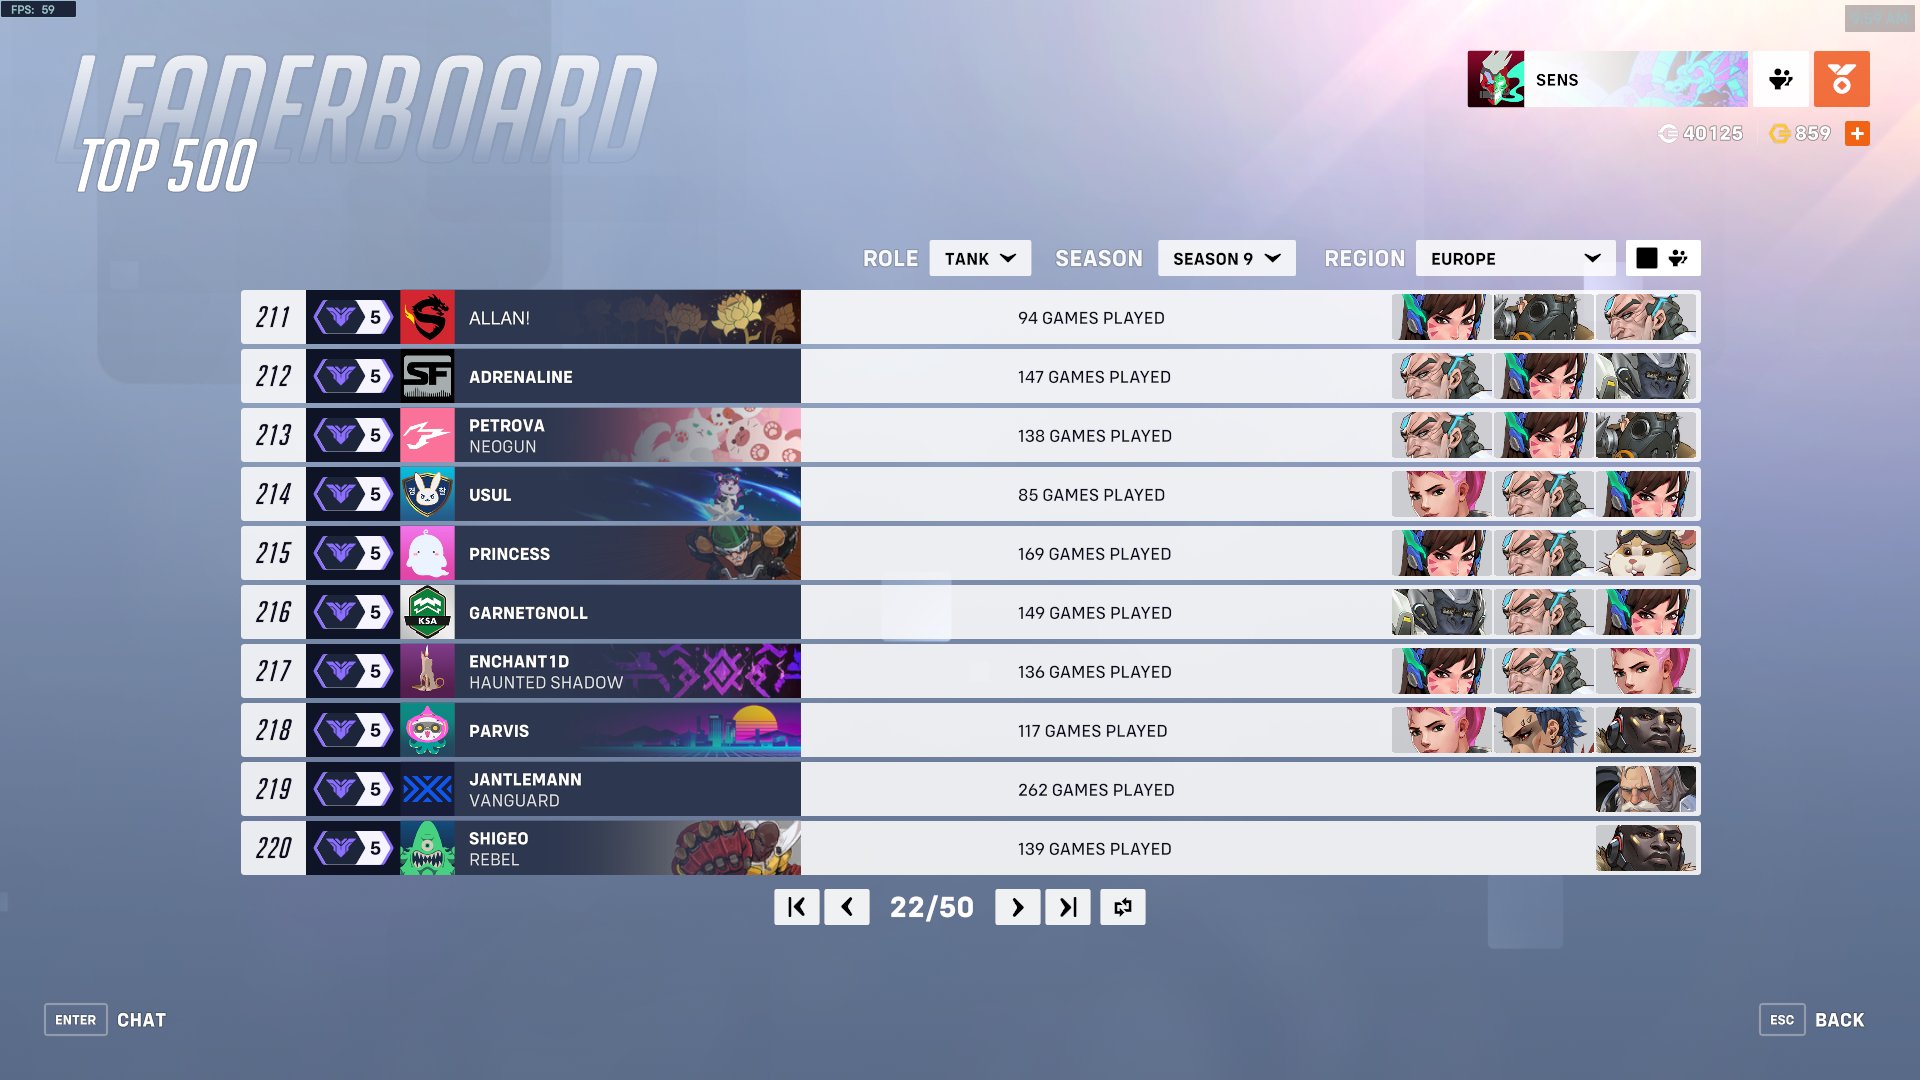 FPS: 59
LEADERBOARD
TOP 500
SENS
40125
859
ROLE TANK SEASON SEASON 9 REGION EUROPE
211 5 ALLAN! 94 GAMES PLAYED
212 5 SF ADRENALINE 147 GAMES PLAYED
213 5 PETROVA 138 GAMES PLAYED
NEOGUN
214 5 경찰 USUL 85 GAMES PLAYED
215 5 PRINCESS 169 GAMES PLAYED
216 5 KSA GARNETGNOLL 149 GAMES PLAYED
217 5 ENCHANT1D 136 GAMES PLAYED
HAUNTED SHADOW
218 5 PARVIS 117 GAMES PLAYED
219 5 JANTLEMANN 262 GAMES PLAYED
VANGUARD
220 5 SHIGEO 139 GAMES PLAYED
REBEL
22/50
ENTER CHAT
ESC BACK